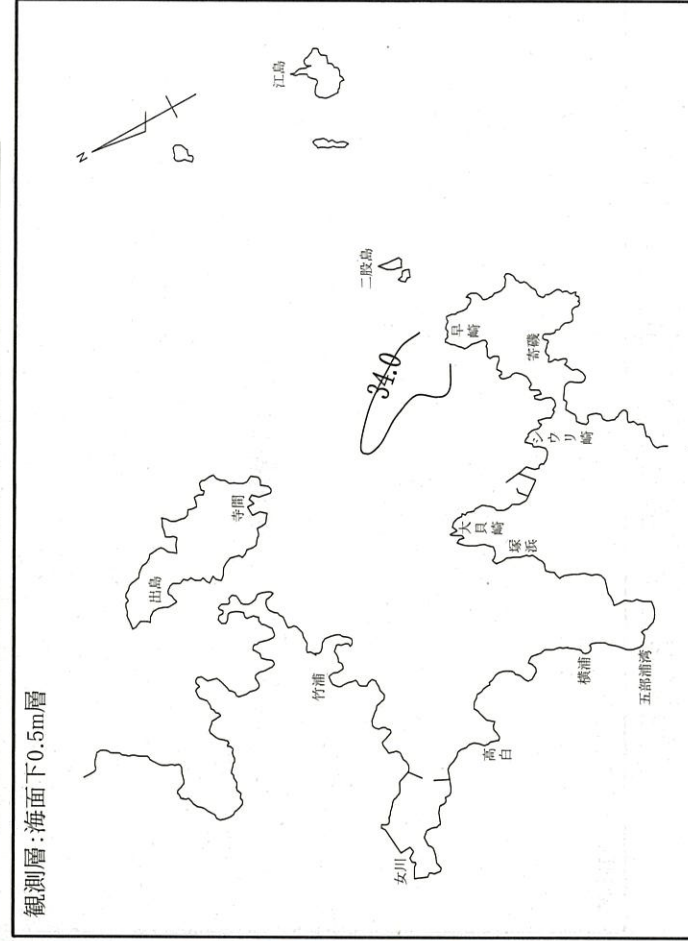 観測層:海面下0.5m層
N
江島
二股島
34.0
早崎
寄磯
シウリ崎
大貝崎
塚浜
寺間
出島
竹浦
横浦
五部浦湾
高白
女川